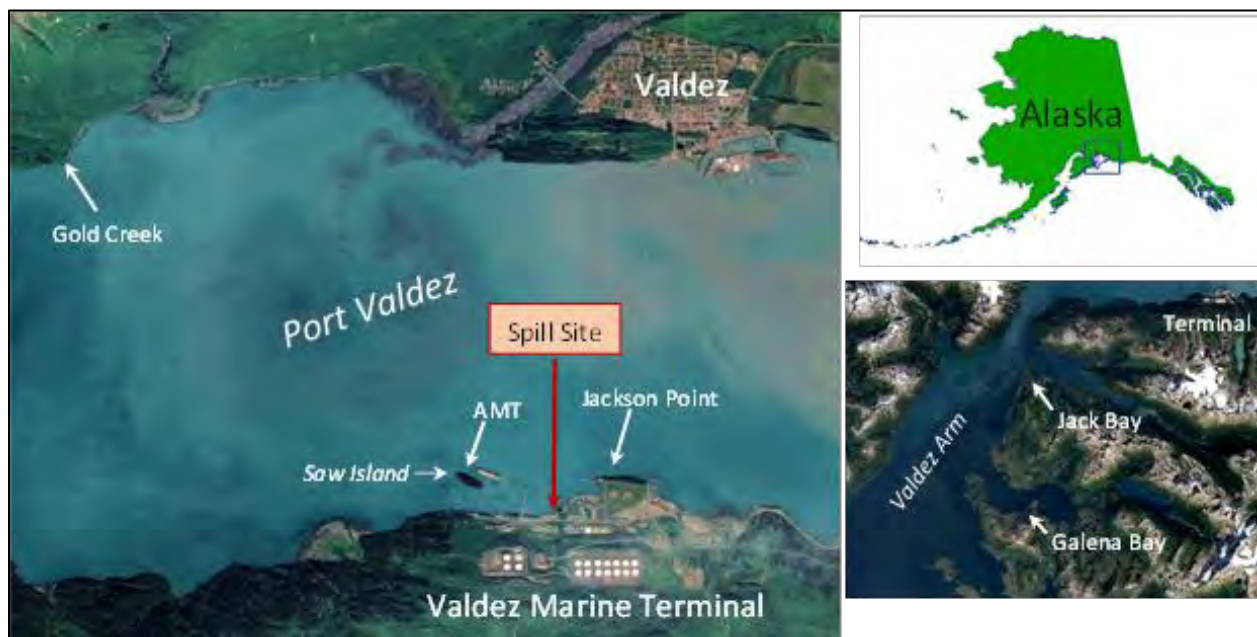 Valdez
Gold Creek
Port Valdez
Spill Site
Jackson Point
AMT
Saw Island
Valdez Marine Terminal
Alaska
Terminal
Jack Bay
Valdez Arm
Galena Bay